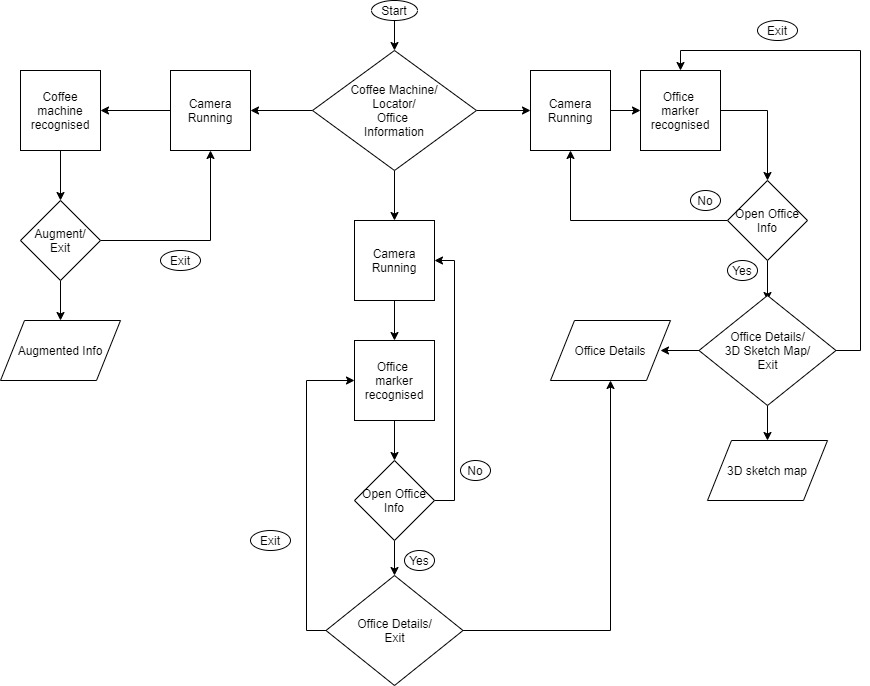 Start
Exit
Coffee
machine
recognised
Camera
Running
Coffee Machine/
Locator/
Office
Information
Camera
Running
Office
marker
recognised
No
Open Office
Info
Augment/
Exit
Exit
Camera
Running
Yes
Augmented Info
Office Details
Office Details/
3D Sketch Map/
Exit
Office
marker
recognised
3D sketch map
No
Open Office
Info
Exit
Yes
Office Details/
Exit